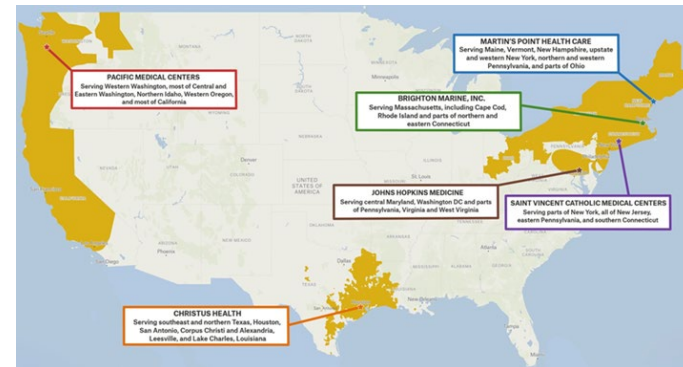 MARTIN'S POINT HEALTH CARE
Serving Maine, Vermont, New Hampshire, upstate
and western New York, northern and western
Pennsylvania, and parts of Ohio
PACIFIC MEDICAL CENTERS
Serving Western Washington, most of Central and
Eastern Washington, Northern Idaho, Western Oregon,
and most of California
BRIGHTON MARINE, INC.
Serving Massachusetts, including Cape Cod,
Rhode Island and parts of northern and
eastern Connecticut
JOHNS HOPKINS MEDICINE
Serving central Maryland, Washington DC and parts
of Pennsylvania, Virginia and West Virginia
SAINT VINCENT CATHOLIC MEDICAL CENTERS
Serving parts of New York, all of New Jersey,
eastern Pennsylvania, and southern Connecticut
CHRISTUS HEALTH
Serving southeast and northern Texas, Houston,
San Antonio, Corpus Christi and Alexandria,
Leesville, and Lake Charles, Louisiana
Minneapolis
Denver
UNITED
STATES OF
AMERICA
St. Louis
Phoenix
Dallas
Atlanta
New Orleans
Tampa